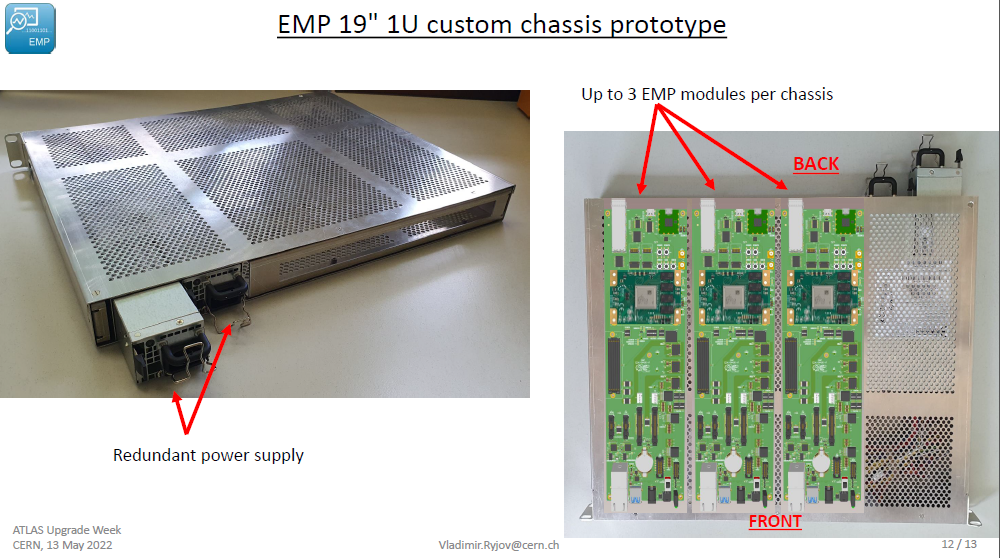 EMP 19" 1U custom chassis prototype
11001101..
EMP
Up to 3 EMP modules per chassis
BACK
Redundant power supply
FRONT
ATLAS Upgrade Week
CERN, 13 May 2022
Vladimir.Ryjov@cern.ch
12 / 13